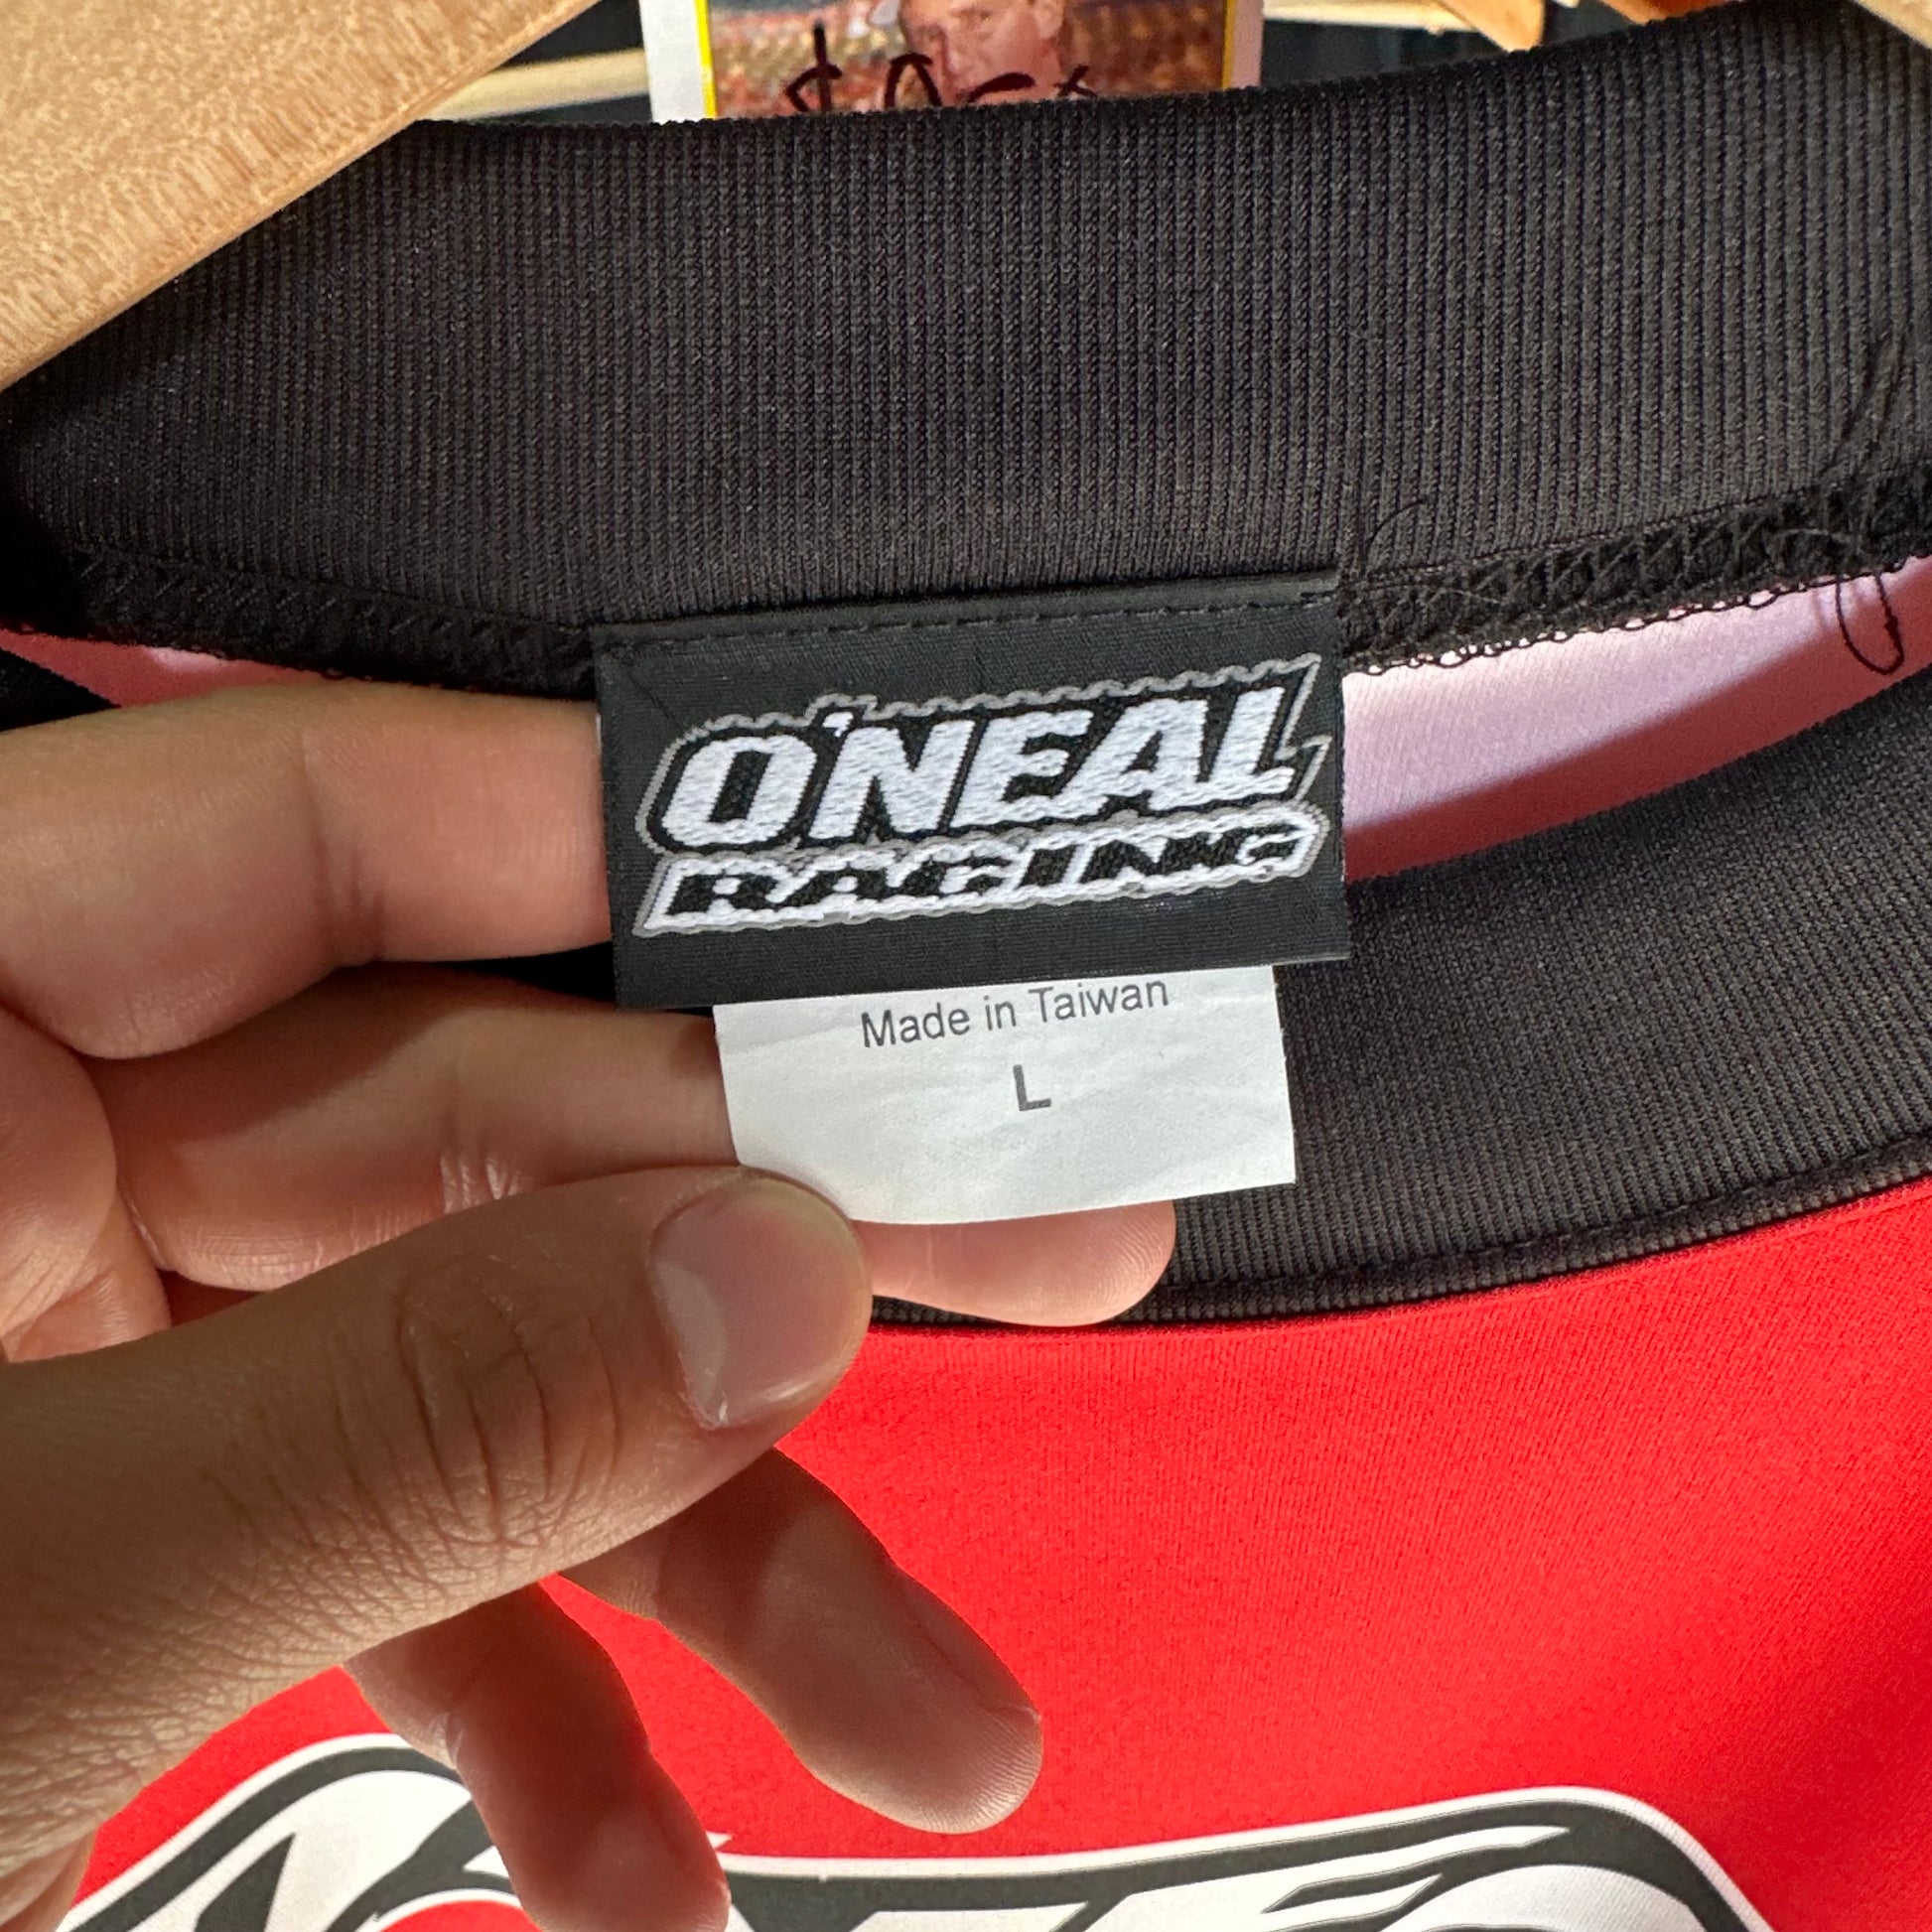 O'NEAL
RACING
Made in Taiwan
L